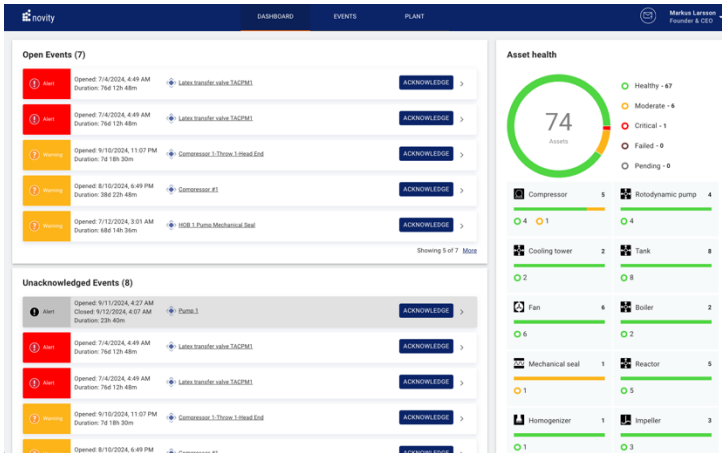 novity
DASHBOARD
EVENTS
PLANT
Markus Larsson
Founder & CEO
Open Events (7)
Alert
Opened: 7/4/2024, 4:49 AM
Duration: 76d 12h 48m
Latex transfer valve TACPM1
ACKNOWLEDGE
Alert
Opened: 7/4/2024, 4:49 AM
Duration: 76d 12h 48m
Latex transfer valve TACPM1
ACKNOWLEDGE
Warning
Opened: 9/10/2024, 11:07 PM
Duration: 7d 18h 30m
Compressor 1-Throw 1-Head End
ACKNOWLEDGE
Warning
Opened: 8/10/2024, 6:49 PM
Duration: 38d 22h 48m
Compressor #1
ACKNOWLEDGE
Warning
Opened: 7/12/2024, 3:01 AM
Duration: 68d 14h 36m
HOB 1 Pump Mechanical Seal
ACKNOWLEDGE
Showing 5 of 7 More
Unacknowledged Events (8)
Alert
Opened: 9/11/2024, 4:27 AM
Closed: 9/12/2024, 4:07 AM
Duration: 23h 40m
Pump 1
ACKNOWLEDGE
Alert
Opened: 7/4/2024, 4:49 AM
Duration: 76d 12h 48m
Latex transfer valve TACPM1
ACKNOWLEDGE
Alert
Opened: 7/4/2024, 4:49 AM
Duration: 76d 12h 48m
Latex transfer valve TACPM1
ACKNOWLEDGE
Warning
Opened: 9/10/2024, 11:07 PM
Duration: 7d 18h 30m
Compressor 1-Throw 1-Head End
ACKNOWLEDGE
Opened: 8/10/2024, 6:49 PM
Compressor #1
ACKNOWLEDGE
Asset health
74
Assets
Healthy - 67
Moderate - 6
Critical - 1
Failed - 0
Pending - 0
Compressor 5
4 1
Rotodynamic pump 4
4
Cooling tower 2
2
Tank 8
8
Fan 6
6
Boiler 2
2
Mechanical seal 1
1
Reactor 5
5
Homogenizer 1
1
Impeller 3
3